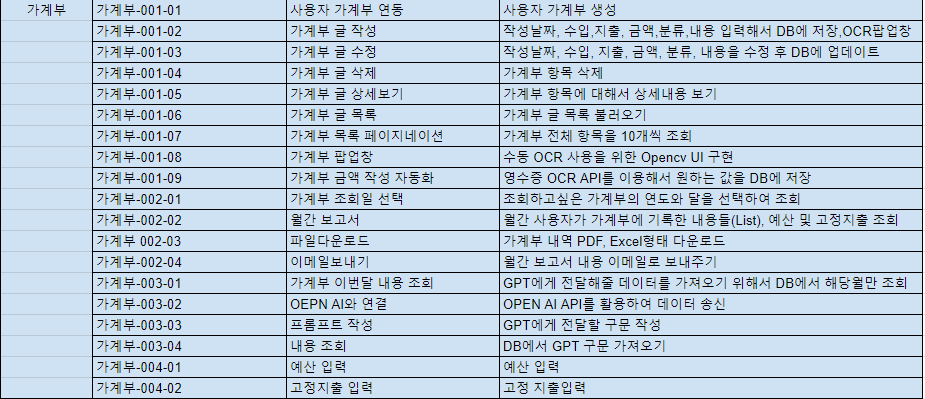 가계부 가계부-001-01 사용자 가계부 연동 사용자 가계부 생성
가계부-001-02 가계부 글 작성 작성날짜, 수입,지출, 금액,분류,내용 입력해서 DB에 저장,OCR팝업창
가계부-001-03 가계부 글 수정 작성날짜, 수입, 지출, 금액, 분류, 내용을 수정 후 DB에 업데이트
가계부-001-04 가계부 글 삭제 가계부 항목 삭제
가계부-001-05 가계부 글 상세보기 가계부 항목에 대해서 상세내용 보기
가계부-001-06 가계부 글 목록 가계부 글 목록 불러오기
가계부-001-07 가계부 목록 페이지네이션 가계부 전체 항목을 10개씩 조회
가계부-001-08 가계부 팝업창 수동 OCR 사용을 위한 Opencv UI 구현
가계부-001-09 가계부 금액 작성 자동화 영수증 OCR API를 이용해서 원하는 값을 DB에 저장
가계부-002-01 가계부 조회일 선택 조회하고싶은 가계부의 연도와 달을 선택하여 조회
가계부-002-02 월간 보고서 월간 사용자가 가계부에 기록한 내용들(List), 예산 및 고정지출 조회
가계부 002-03 파일다운로드 가계부 내역 PDF, Excel형태 다운로드
가계부-002-04 이메일보내기 월간 보고서 내용 이메일로 보내주기
가계부-003-01 가계부 이번달 내용 조회 GPT에게 전달해줄 데이터를 가져오기 위해서 DB에서 해당월만 조회
가계부-003-02 OEPN AI와 연결 OPEN AI API를 활용하여 데이터 송신
가계부-003-03 프롬프트 작성 GPT에게 전달할 구문 작성
가계부-003-04 내용 조회 DB에서 GPT 구문 가져오기
가계부-004-01 예산 입력 예산 입력
가계부-004-02 고정지출 입력 고정 지출입력